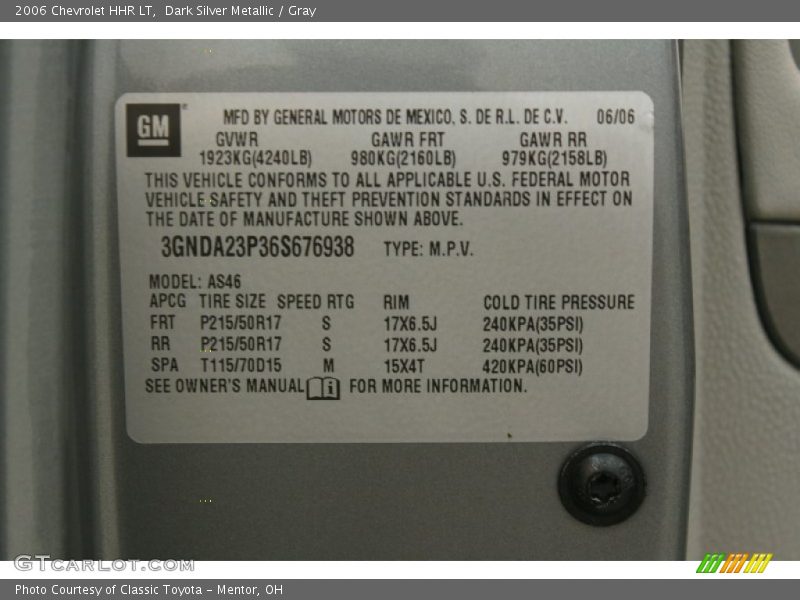 2006 Chevrolet HHR LT, Dark Silver Metallic / Gray
GM
MFD BY GENERAL MOTORS DE MEXICO, S. DE R.L. DE C.V. 06/06
GVWR GAWR FRT GAWR RR
1923KG(4240LB) 980KG(2160LB) 979KG(2158LB)
THIS VEHICLE CONFORMS TO ALL APPLICABLE U.S. FEDERAL MOTOR
VEHICLE SAFETY AND THEFT PREVENTION STANDARDS IN EFFECT ON
THE DATE OF MANUFACTURE SHOWN ABOVE.
3GNDA23P36S676938 TYPE: M.P.V.
MODEL: AS46
APCG TIRE SIZE SPEED RTG RIM COLD TIRE PRESSURE
FRT P215/50R17 S 17X6.5J 240KPA(35PSI)
RR P215/50R17 S 17X6.5J 240KPA(35PSI)
SPA T115/70D15 M 15X4T 420KPA(60PSI)
SEE OWNER'S MANUAL i FOR MORE INFORMATION.
GTCARLOT.COM
Photo Courtesy of Classic Toyota - Mentor, OH